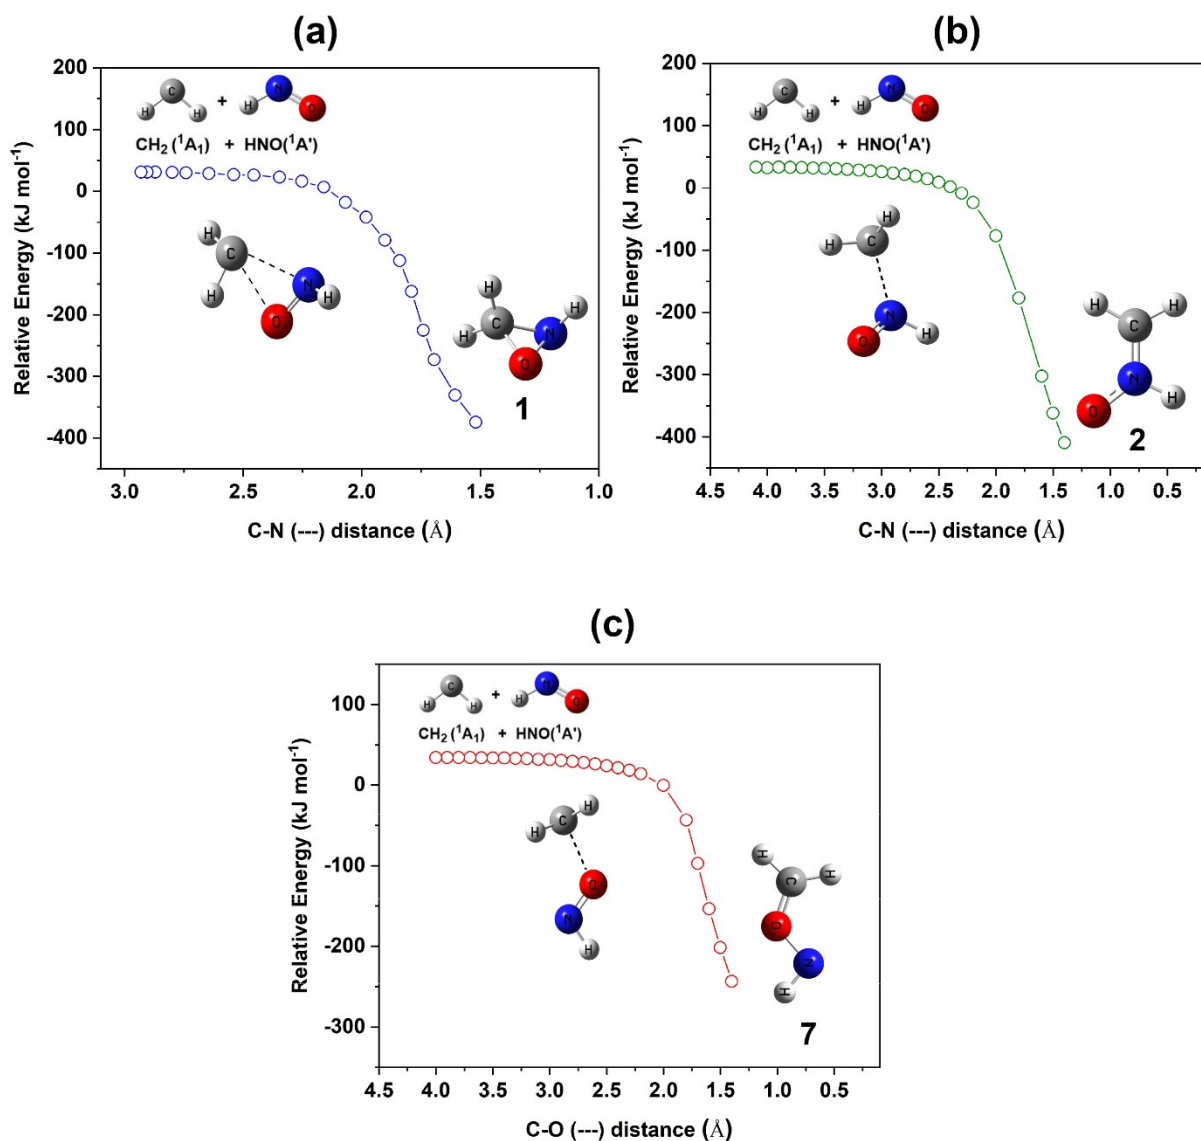 (a)
200
100
0
-100
-200
-300
-400
Relative Energy (kJ mol⁻¹)
C
H
H
+
H
N
O
CH₂ (¹A₁) + HNO(¹A')
H
C
H
N
O
H
H
H
H
C
N
O
1
3.0
2.5
2.0
1.5
1.0
C-N (---) distance (Å)
(b)
200
100
0
-100
-200
-300
-400
Relative Energy (kJ mol⁻¹)
C
H
H
+
H
N
O
CH₂ (¹A₁) + HNO(¹A')
H
H
C
N
O
H
H
H
C
N
O
H
2
4.5
4.0
3.5
3.0
2.5
2.0
1.5
1.0
0.5
C-N (---) distance (Å)
(c)
100
0
-100
-200
-300
Relative Energy (kJ mol⁻¹)
C
H
H
+
H
N
O
CH₂ (¹A₁) + HNO(¹A')
H
C
H
O
N
H
H
C
H
O
N
H
7
4.5
4.0
3.5
3.0
2.5
2.0
1.5
1.0
0.5
C-O (---) distance (Å)